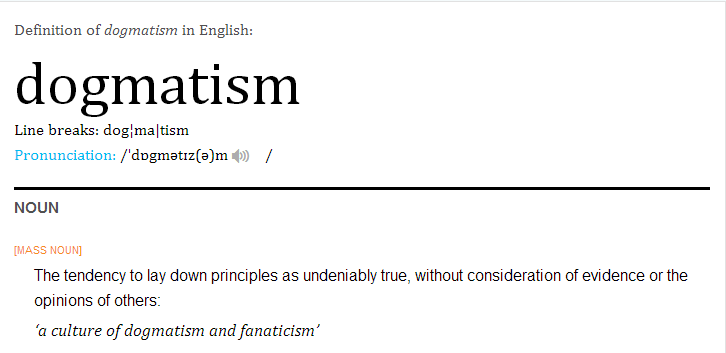 Definition of dogmatism in English:
dogmatism
Line breaks: dog¦ma|tism
Pronunciation: /ˈdɒɡmətɪz(ə)m /
NOUN
[MASS NOUN]
The tendency to lay down principles as undeniably true, without consideration of evidence or the
opinions of others:
‘a culture of dogmatism and fanaticism’